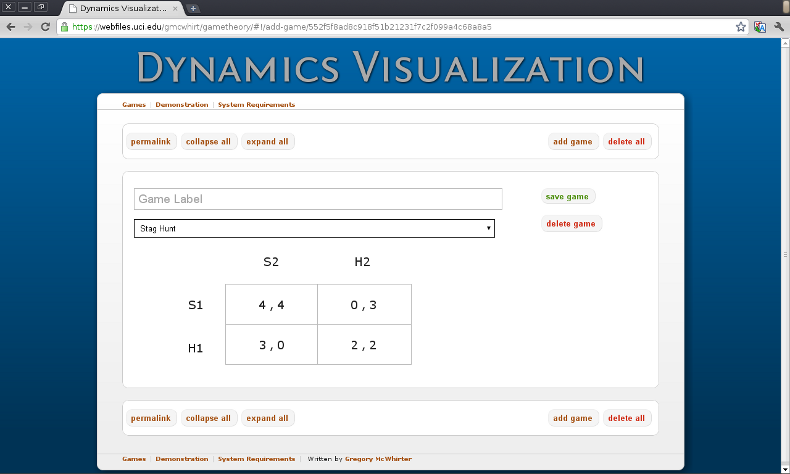 Dynamics Visualizat...
https://webfiles.uci.edu/gmcwhirt/gametheory/#!/add-game/552f5f8ad8c918f51b21231f7c2f099a4c68a8a5
Dynamics Visualization
Games | Demonstration | System Requirements
permalink collapse all expand all add game delete all
Game Label save game
Stag Hunt delete game
S2 H2
S1 4 , 4 0 , 3
H1 3 , 0 2 , 2
permalink collapse all expand all add game delete all
Games | Demonstration | System Requirements | Written by Gregory McWhirter